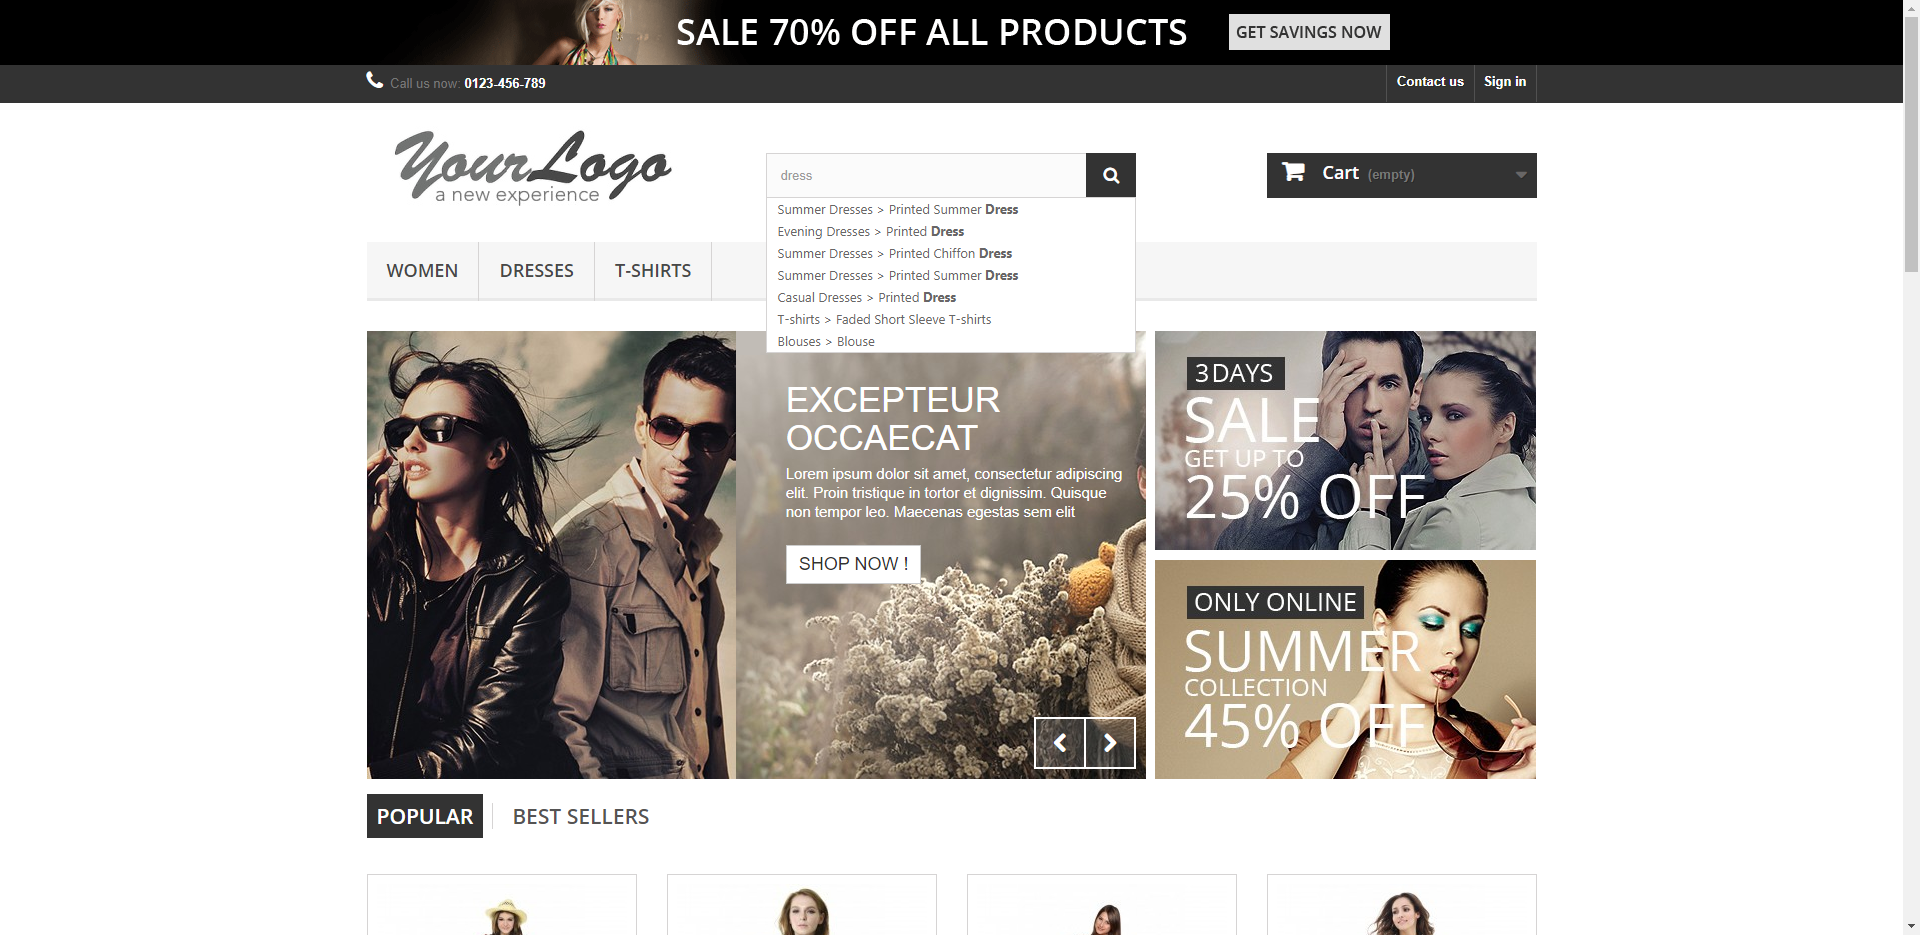 SALE 70% OFF ALL PRODUCTS GET SAVINGS NOW
Call us now: 0123-456-789
Contact us
Sign in
YourLogo
a new experience
dress
Cart (empty)
Summer Dresses > Printed Summer Dress
Evening Dresses > Printed Dress
Summer Dresses > Printed Chiffon Dress
Summer Dresses > Printed Summer Dress
Casual Dresses > Printed Dress
T-shirts > Faded Short Sleeve T-shirts
Blouses > Blouse
WOMEN
DRESSES
T-SHIRTS
EXCEPTEUR
OCCAECAT
Lorem ipsum dolor sit amet, consectetur adipiscing
elit. Proin tristique in tortor et dignissim. Quisque
non tempor leo. Maecenas egestas sem elit
SHOP NOW !
3 DAYS
SALE
GET UP TO
25% OFF
ONLY ONLINE
SUMMER
COLLECTION
45% OFF
POPULAR
BEST SELLERS